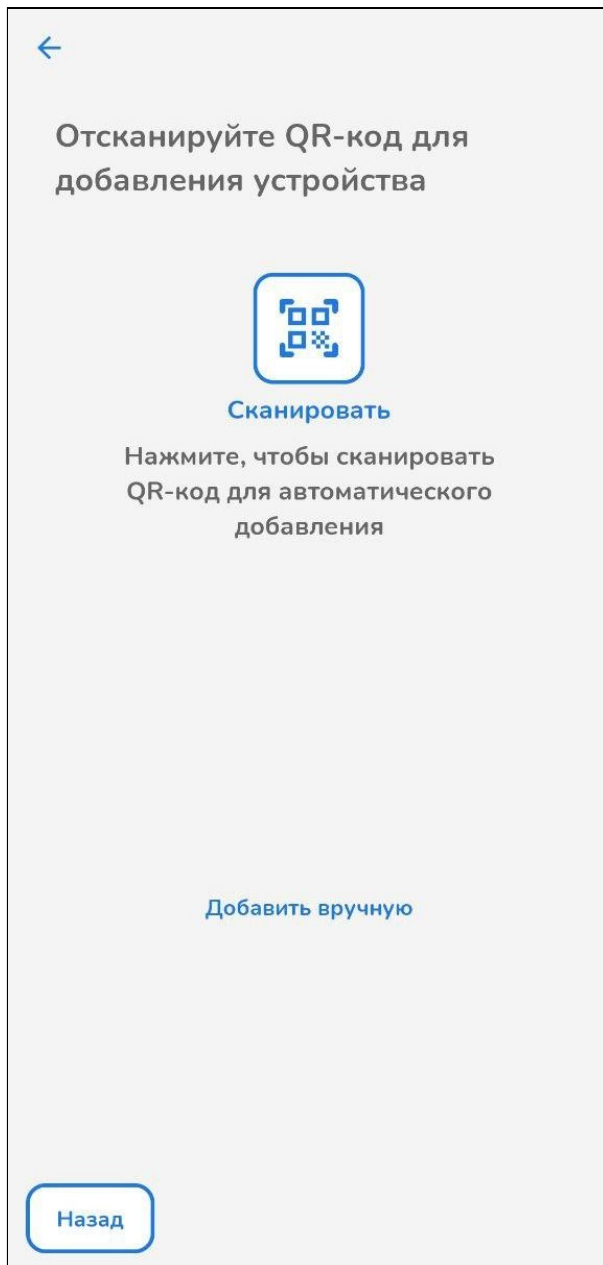 Отсканируйте QR-код для
добавления устройства
Сканировать
Нажмите, чтобы сканировать
QR-код для автоматического
добавления
Добавить вручную
Назад